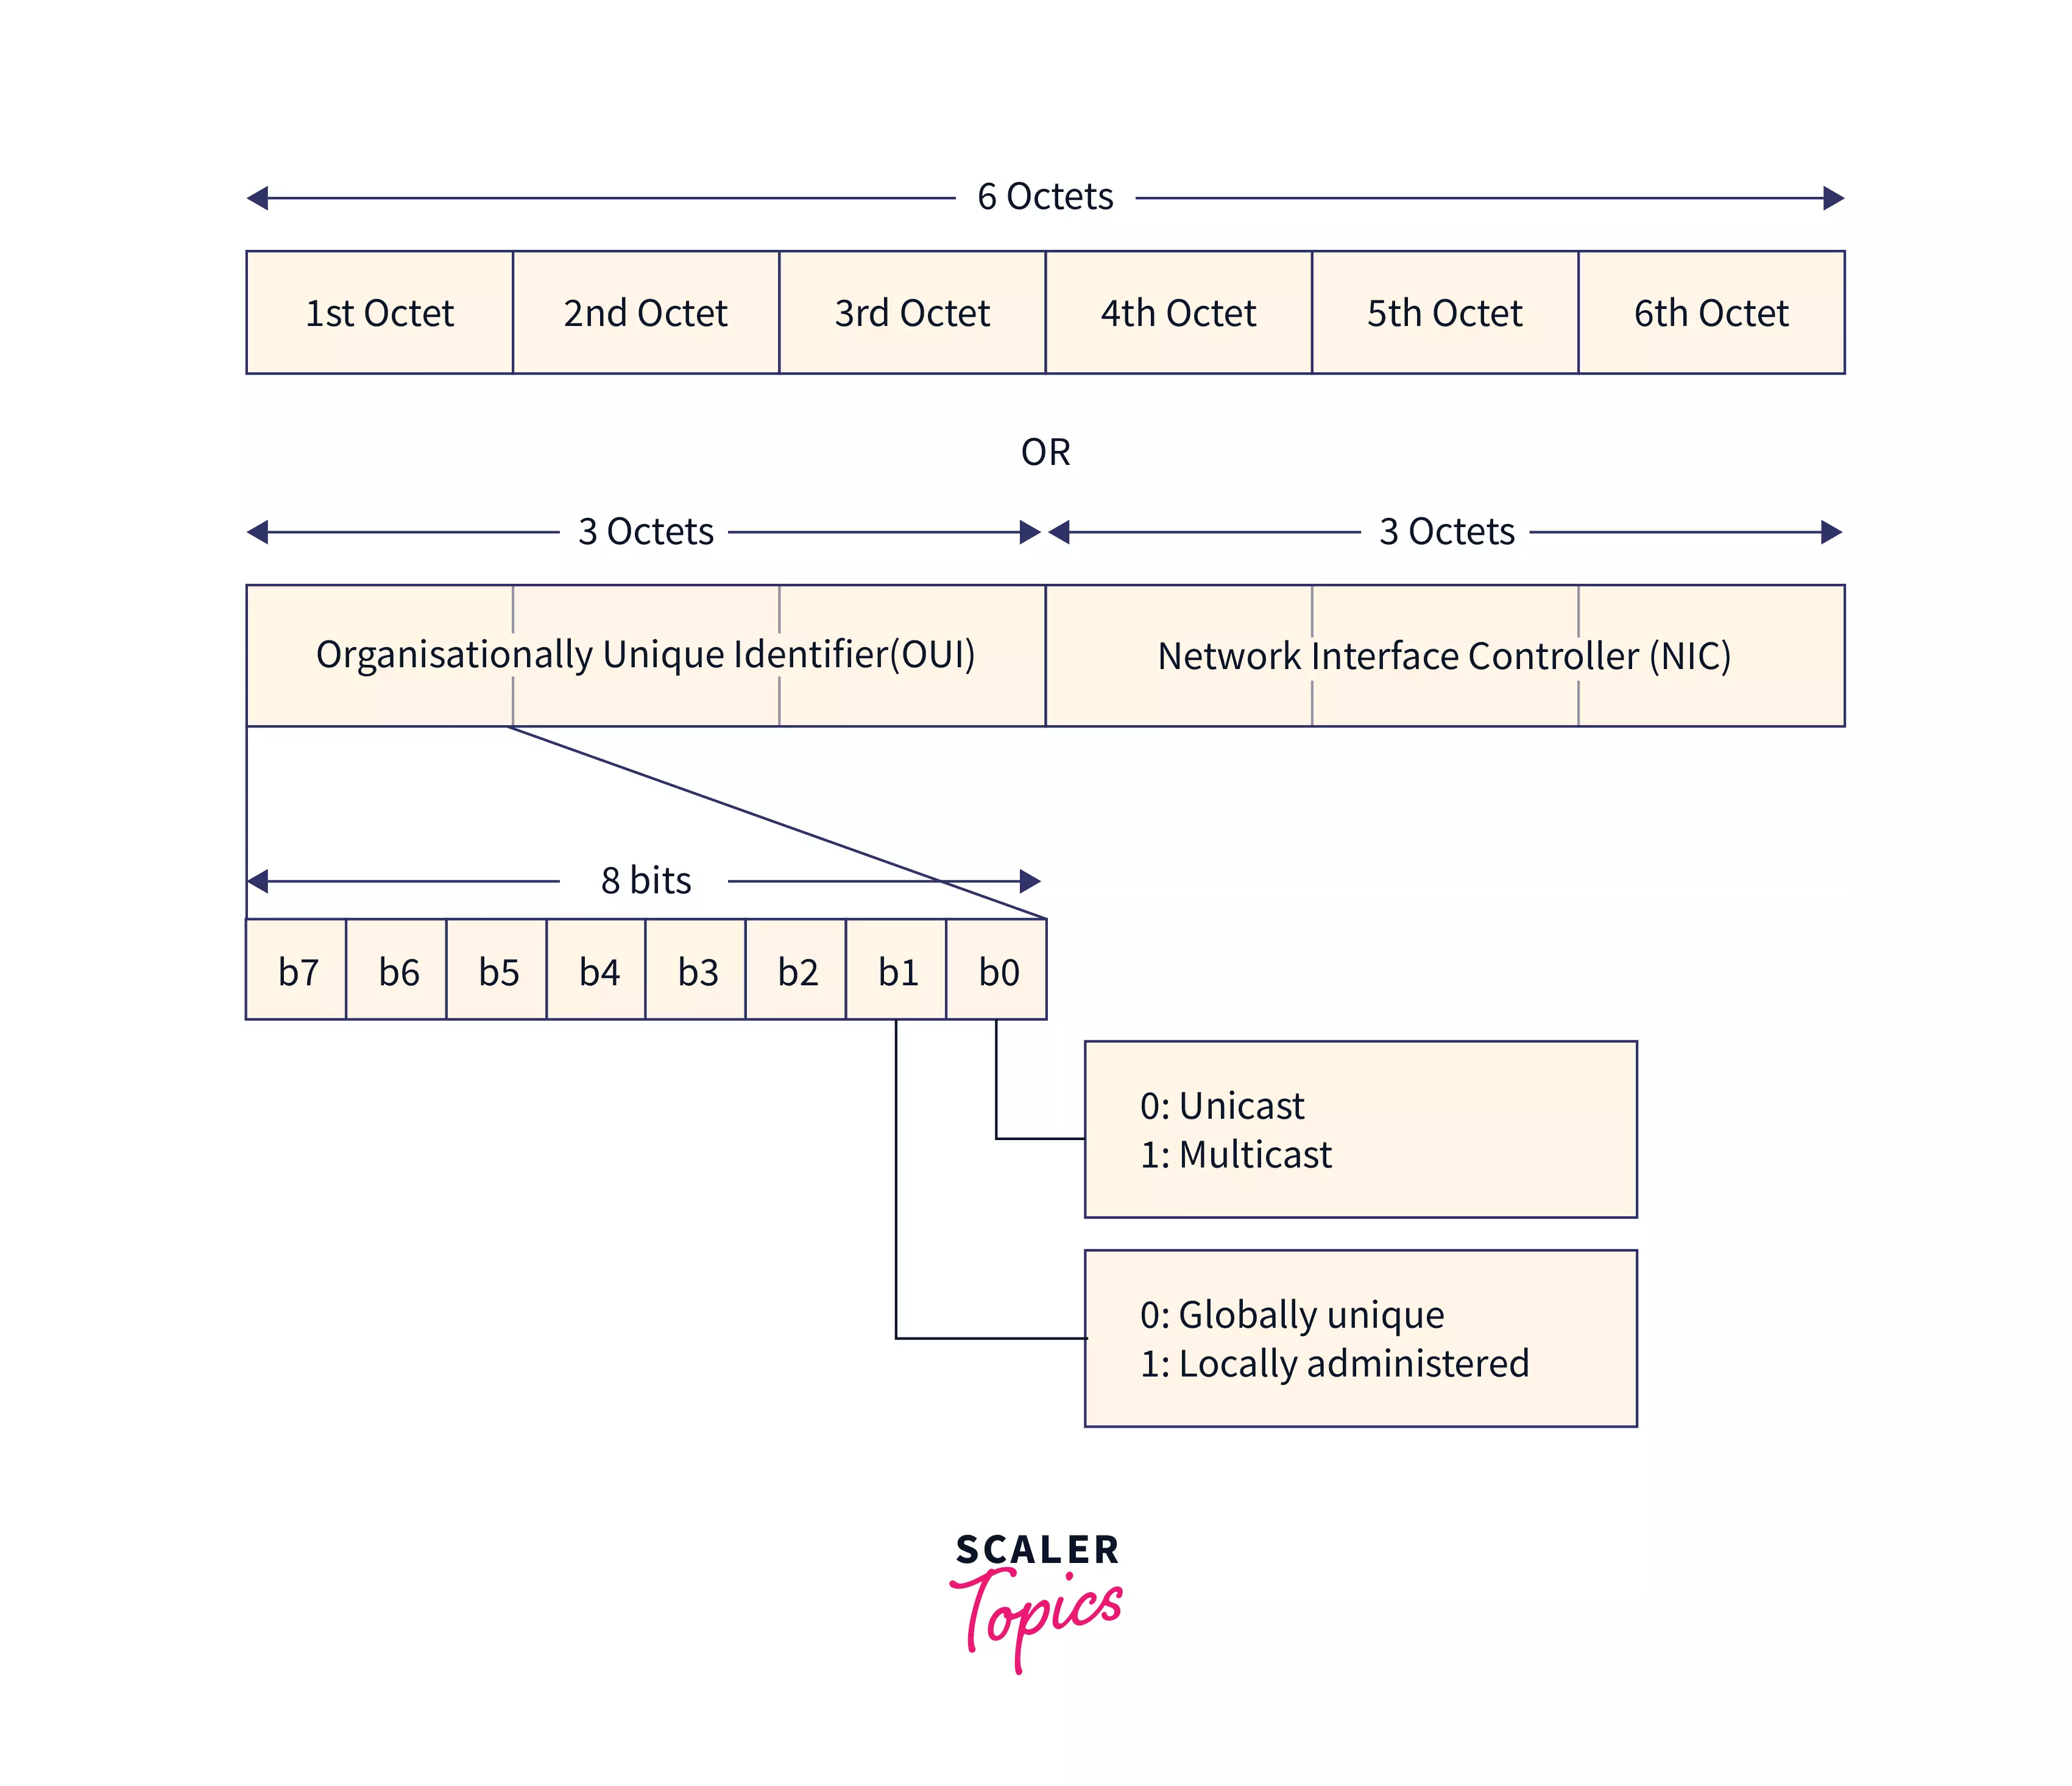 6 Octets
1st Octet 2nd Octet 3rd Octet 4th Octet 5th Octet 6th Octet
OR
3 Octets 3 Octets
Organisationally Unique Identifier(OUI) Network Interface Controller (NIC)
8 bits
b7 b6 b5 b4 b3 b2 b1 b0
0: Unicast
1: Multicast
0: Globally unique
1: Locally administered
SCALER
Topics